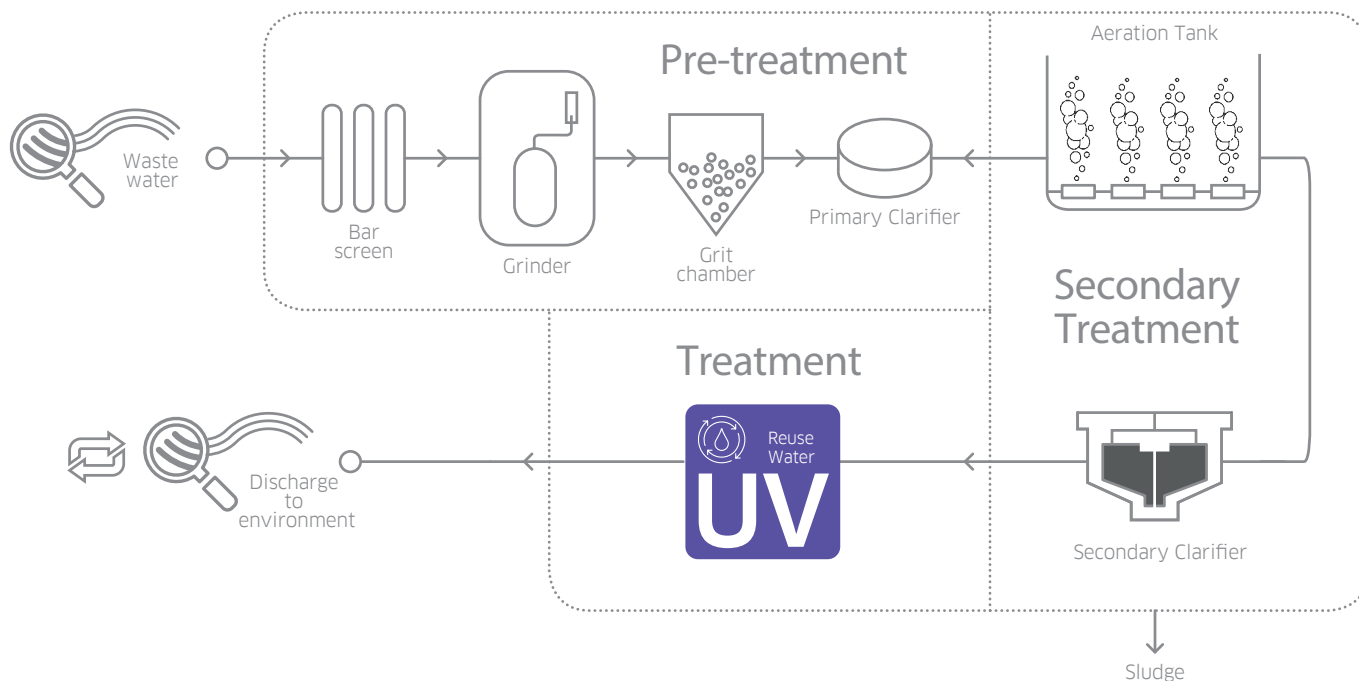 Aeration Tank
Pre-treatment
Waste
water
Bar
screen
Grinder
Grit
chamber
Primary Clarifier
Secondary
Treatment
Treatment
Reuse
Water
UV
Discharge
to
environment
Secondary Clarifier
Sludge